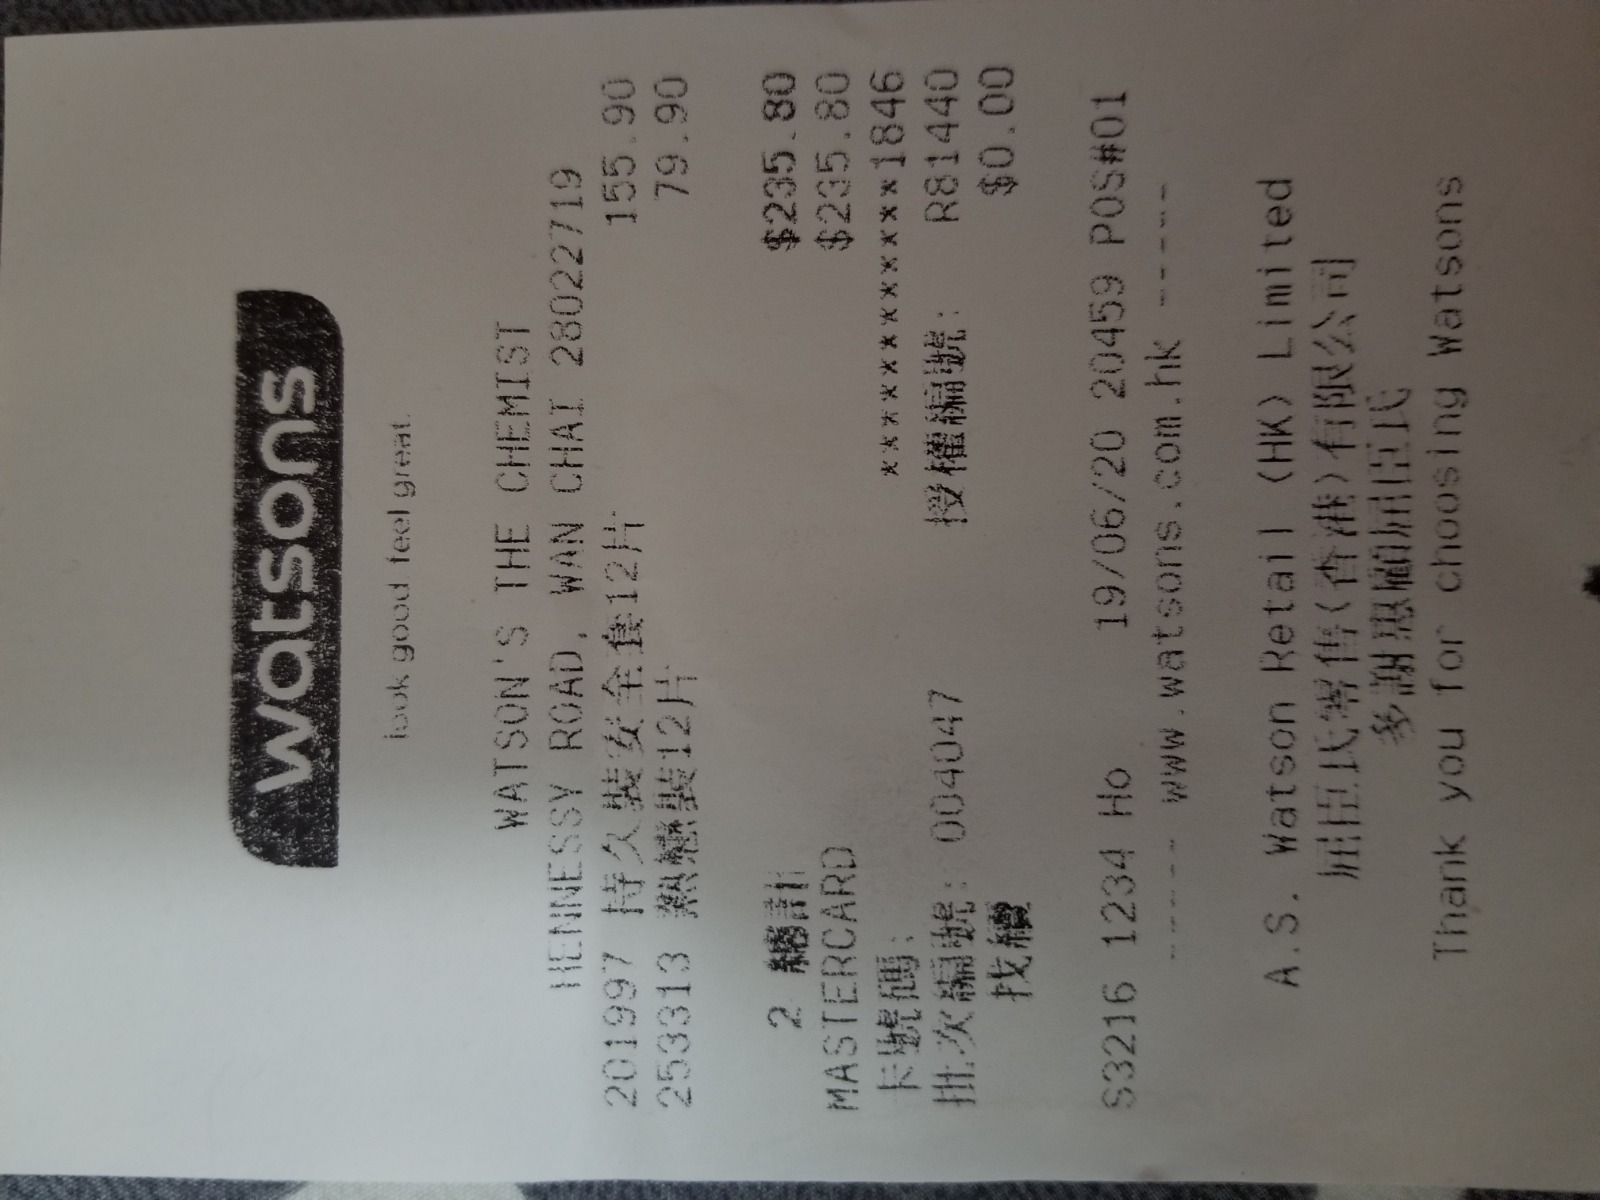 watsons
look good feel great.
WATSON'S THE CHEMIST
HENNESSY ROAD, WAN CHAI 28022719
201997 持久裝安全套12片 155.90
253313 熱戀裝12片 79.90
2 總計 $235.80
MASTERCARD $235.80
卡號碼: ************1846
批次編號: 004047 授權編號: R81440
找續 $0.00
S3216 1234 Ho 19/06/20 20459 POS#01
----- www.watsons.com.hk -----
A.S. Watson Retail (HK) Limited
屈臣氏零售(香港)有限公司
多謝惠顧屈臣氏
Thank you for choosing Watsons